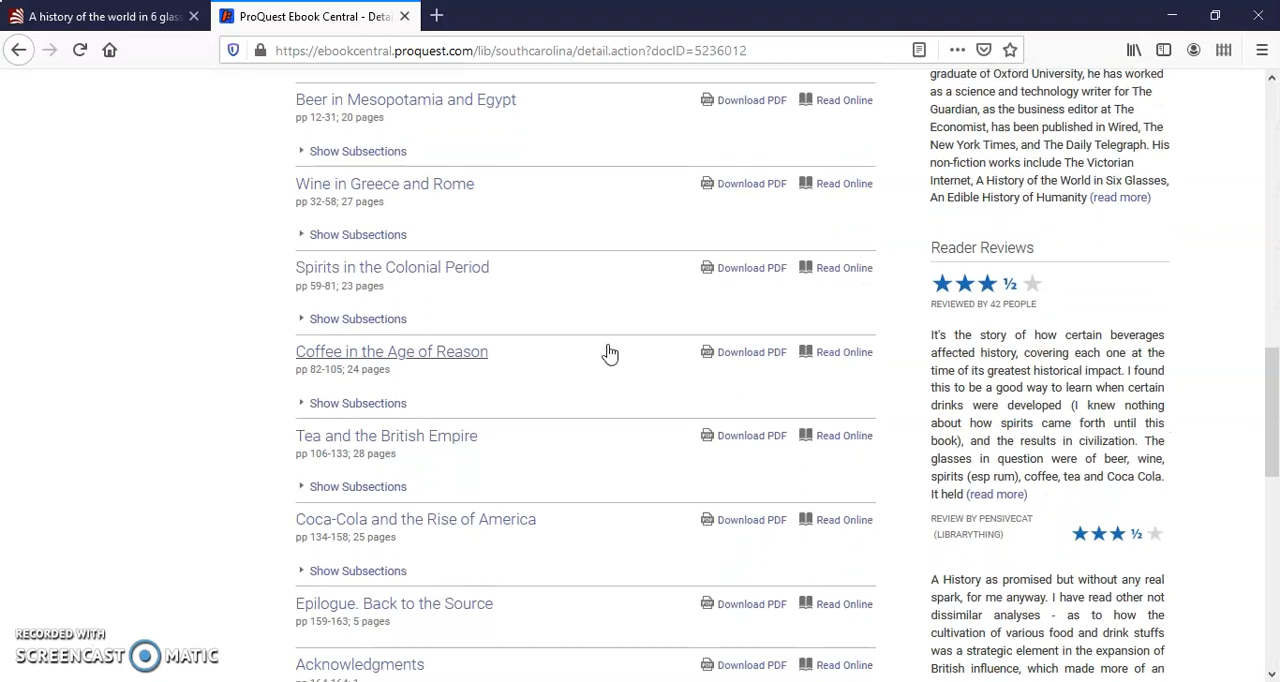 A history of the world in 6 glass
ProQuest Ebook Central - Detai
https://ebookcentral.proquest.com/lib/southcarolina/detail.action?docID=5236012
Beer in Mesopotamia and Egypt
Download PDF Read Online
pp 12-31; 20 pages
Show Subsections
Wine in Greece and Rome
Download PDF Read Online
pp 32-58; 27 pages
Show Subsections
Spirits in the Colonial Period
Download PDF Read Online
pp 59-81; 23 pages
Show Subsections
Coffee in the Age of Reason
Download PDF Read Online
pp 82-105; 24 pages
Show Subsections
Tea and the British Empire
Download PDF Read Online
pp 106-133; 28 pages
Show Subsections
Coca-Cola and the Rise of America
Download PDF Read Online
pp 134-158; 25 pages
Show Subsections
Epilogue. Back to the Source
Download PDF Read Online
pp 159-163; 5 pages
Acknowledgments
Download PDF Read Online
pp 164-164; 1
graduate of Oxford University, he has worked
as a science and technology writer for The
Guardian, as the business editor at The
Economist, has been published in Wired, The
New York Times, and The Daily Telegraph. His
non-fiction works include The Victorian
Internet, A History of the World in Six Glasses,
An Edible History of Humanity (read more)
Reader Reviews
½
REVIEWED BY 42 PEOPLE
It's the story of how certain beverages
affected history, covering each one at the
time of its greatest historical impact. I found
this to be a good way to learn when certain
drinks were developed (I knew nothing
about how spirits came forth until this
book), and the results in civilization. The
glasses in question were of beer, wine,
spirits (esp rum), coffee, tea and Coca Cola.
It held (read more)
REVIEW BY PENSIVECAT
(LIBRARYTHING)
½
A History as promised but without any real
spark, for me anyway. I have read other not
dissimilar analyses - as to how the
cultivation of various food and drink stuffs
was a strategic element in the expansion of
British influence, which made more of an
RECORDED WITH
SCREENCAST MATIC